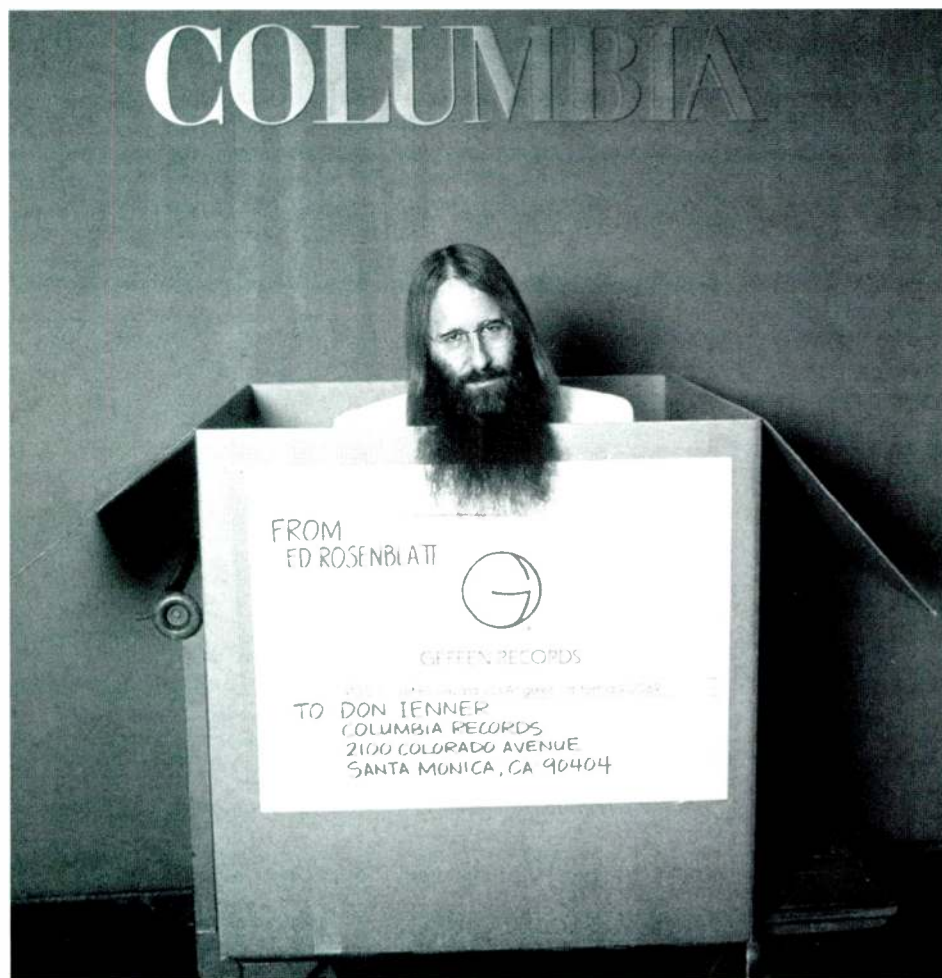 COLUMBIA
FROM
ED ROSENBLATT
G
GEFFEN RECORDS
TO DON IENNER
COLUMBIA RECORDS
2100 COLORADO AVENUE
SANTA MONICA, CA 90404